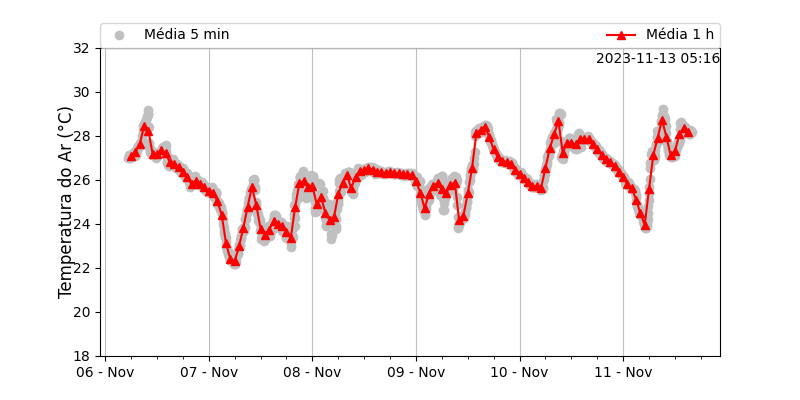 Média 5 min
Média 1 h
2023-11-13 05:16
Temperatura do Ar (°C)
32
30
28
26
24
22
20
18
06 - Nov
07 - Nov
08 - Nov
09 - Nov
10 - Nov
11 - Nov